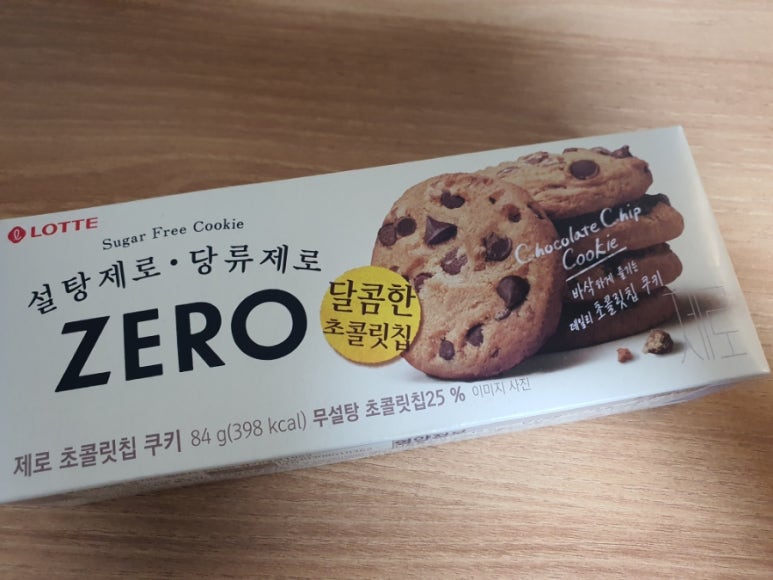 LOTTE
Sugar Free Cookie
설탕제로·당류제로
ZERO
달콤한
초콜릿칩
Chocolate Chip
Cookie
바삭하게 즐기는
데일리 초콜릿칩 쿠키
제로
제로 초콜릿칩 쿠키 84 g(398 kcal) 무설탕 초콜릿칩25 % 이미지 사진